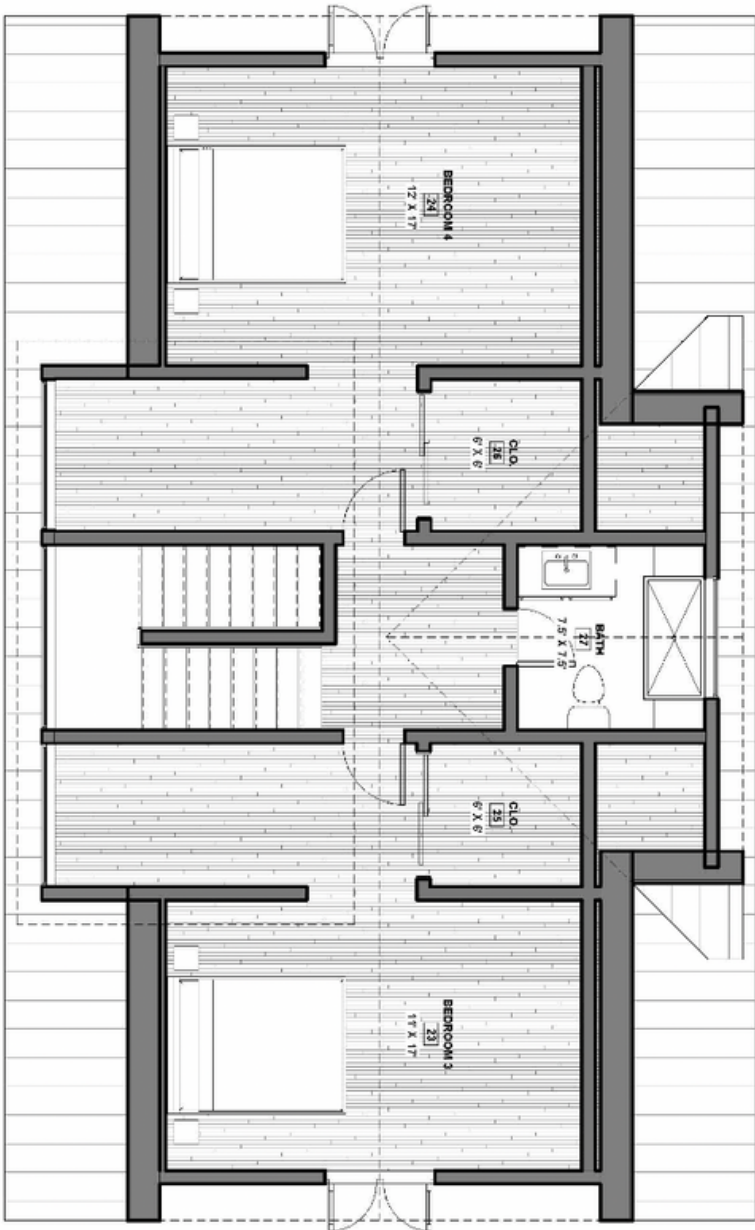 BEDROOM 4
24
12' X 17'
CLO.
26
6' X 6'
BATH
27
7.5' X 7.5'
CLO.
25
6' X 6'
BEDROOM 3
23
11' X 17'